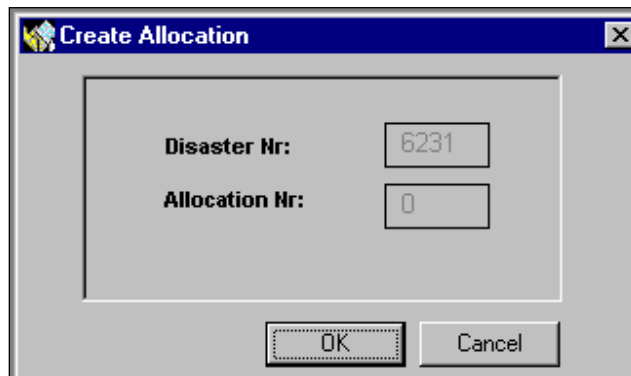 Create Allocation
Disaster Nr: 6231
Allocation Nr: 0
OK Cancel